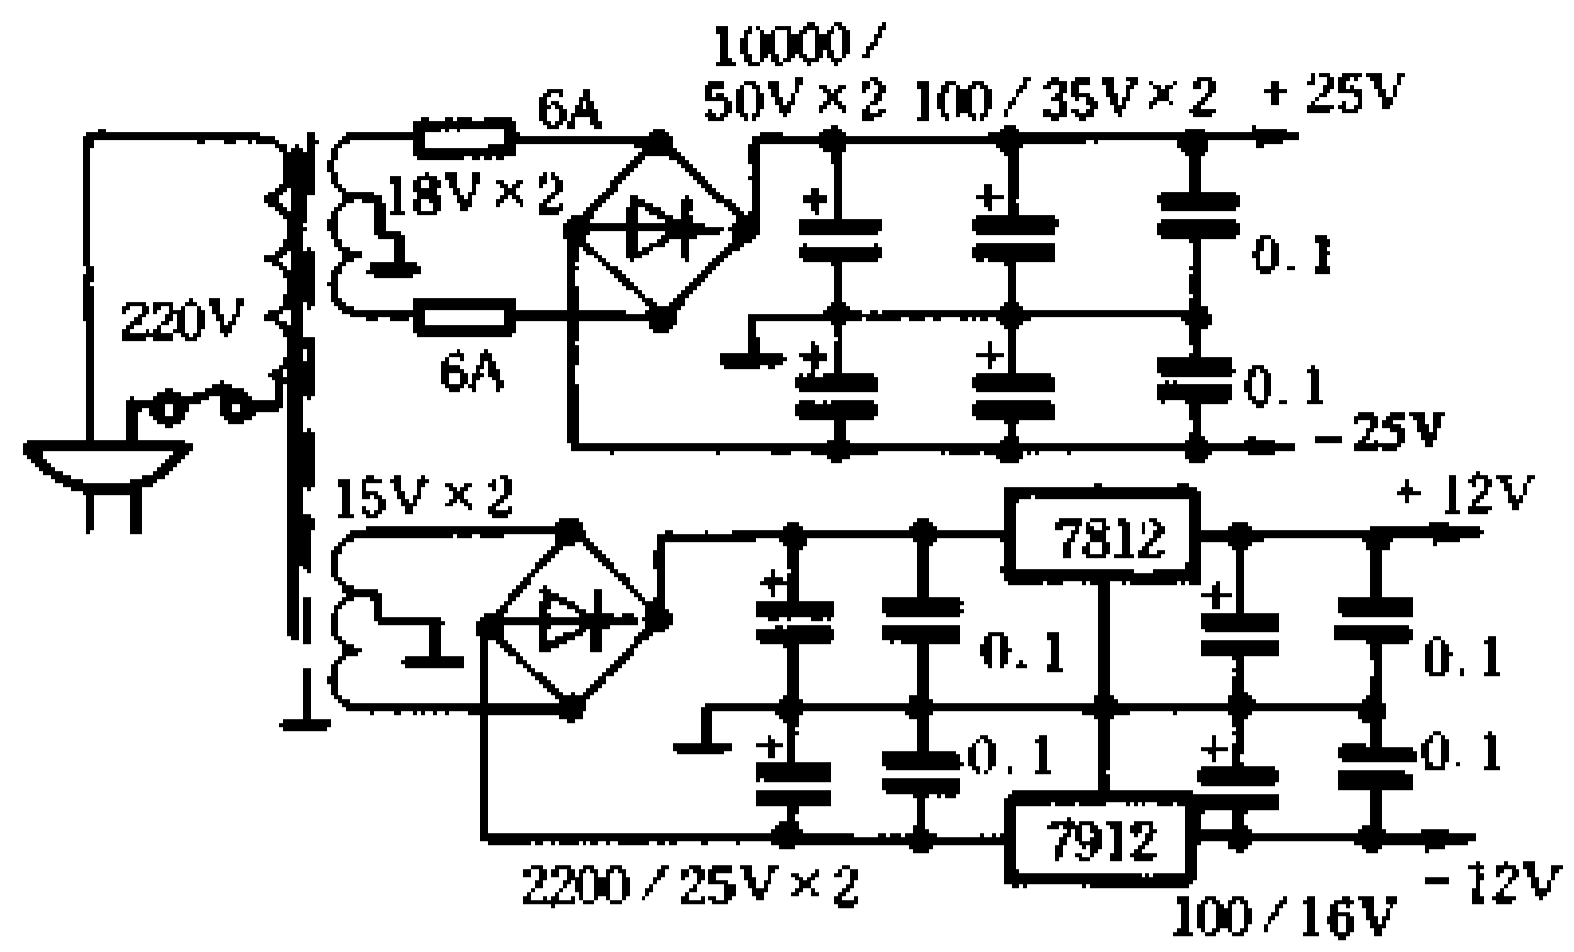 10000/
50V×2 100/35V×2 +25V
6A
18V×2
+ +
0.1
220V
6A
+ +
0.1
-25V
15V×2
+12V
7812
+ +
0.1 0.1
+ 0.1 + 0.1
7912
2200/25V×2
100/16V
-12V